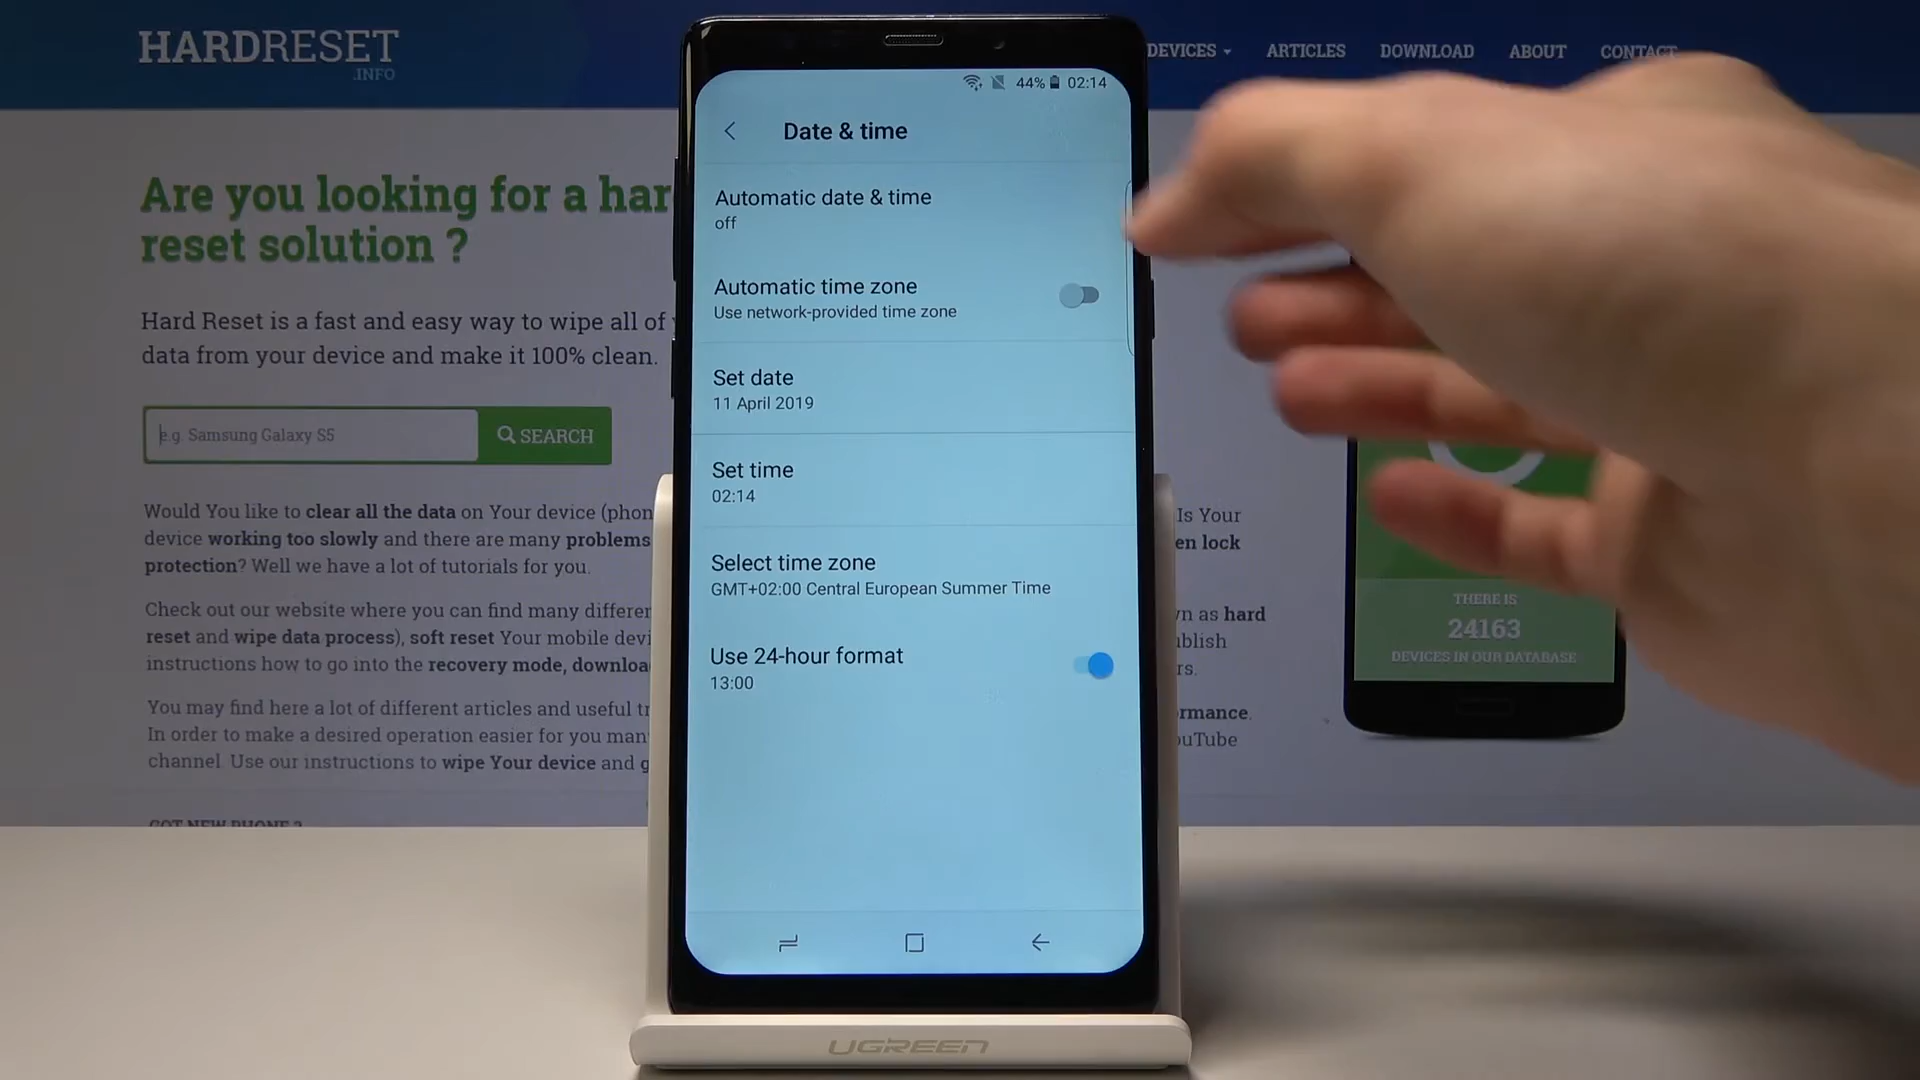 HARDRESET
.INFO
DEVICES ARTICLES DOWNLOAD ABOUT CONTACT
Are you looking for a har
reset solution ?
Hard Reset is a fast and easy way to wipe all of
data from your device and make it 100% clean.
e.g. Samsung Galaxy S5
SEARCH
Would You like to clear all the data on Your device (phon
device working too slowly and there are many problems
protection? Well we have a lot of tutorials for you.
Check out our website where you can find many differer
reset and wipe data process), soft reset Your mobile devi
instructions how to go into the recovery mode, downloa
You may find here a lot of different articles and useful tr
In order to make a desired operation easier for you man
channel. Use our instructions to wipe Your device and g
GOT NEW PHONE ?
44% 02:14
Date & time
Automatic date & time
off
Automatic time zone
Use network-provided time zone
Set date
11 April 2019
Set time
02:14
Select time zone
GMT+02:00 Central European Summer Time
Use 24-hour format
13:00
UGREEN
Is Your
en lock
wn as hard
ublish
rs.
rmance.
ouTube
THERE IS
24163
DEVICES IN OUR DATABASE